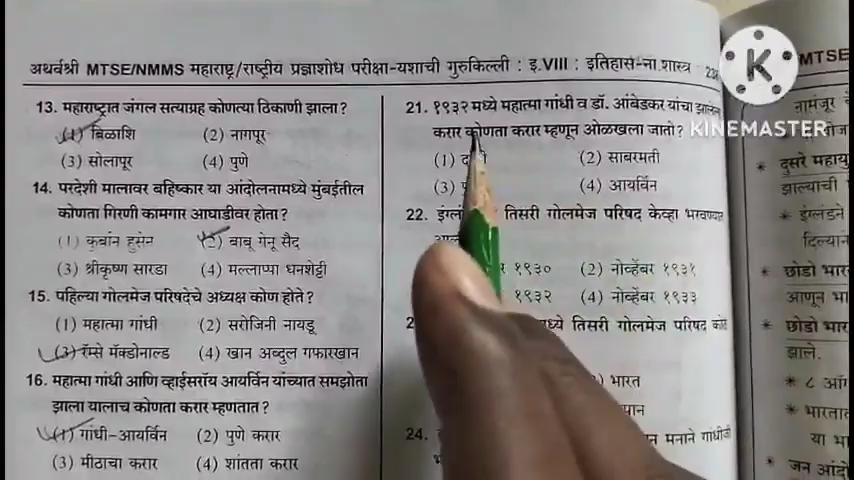 अथर्वश्री MTSE/NMMS महाराष्ट्र/राष्ट्रीय प्रज्ञाशोध परीक्षा-यशाची गुरुकिल्ली : इ.VIII : इतिहास-ना.शास्त्र
13. महाराष्ट्रात जंगल सत्याग्रह कोणत्या ठिकाणी झाला?
(1) बिळाशि (2) नागपूर
(3) सोलापूर (4) पुणे
14. परदेशी मालावर बहिष्कार या आंदोलनामध्ये मुंबईतील
कोणता गिरणी कामगार आघाडीवर होता?
(1) कुर्बान हुसेन (2) बाबू गेनू सैद
(3) श्रीकृष्ण सारडा (4) मल्लाप्पा धनशेट्टी
15. पहिल्या गोलमेज परिषदेचे अध्यक्ष कोण होते?
(1) महात्मा गांधी (2) सरोजिनी नायडू
(3) रॅम्से मॅक्डोनाल्ड (4) खान अब्दुल गफारखान
16. महात्मा गांधी आणि व्हाईसरॉय आयर्विन यांच्यात समझोता
झाला यालाच कोणता करार म्हणतात?
(1) गांधी-आयर्विन (2) पुणे करार
(3) मीठाचा करार (4) शांतता करार
21. १९३२ मध्ये महात्मा गांधी व डॉ. आंबेडकर यांचा
करार कोणता करार म्हणून ओळखला जातो?
(1) (2) साबरमती
(3) (4) आयर्विन
22. तिसरी गोलमेज परिषद केव्हा
१९३० (2) नोव्हेंबर १९३१
१९३२ (4) नोव्हेंबर १९३३
तिसरी गोलमेज परिषद
भारत
24. मनाने गांधीजी
KINEMASTER
MTSE
नामंजूर
* दुसरे
झाल्याची
* इंग्लंडने
* छोडो
आणून
* छोडो
झाले.
* ८
*
या
* जन